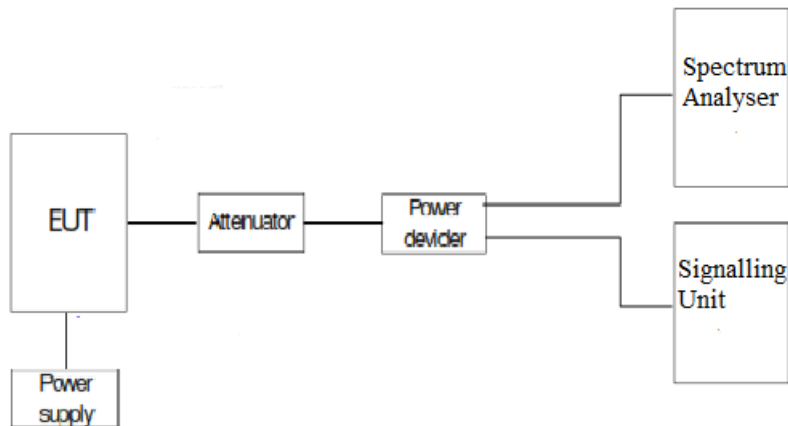 Spectrum
Analyser
EUT
Attenuator
Power
devider
Signalling
Unit
Power
supply